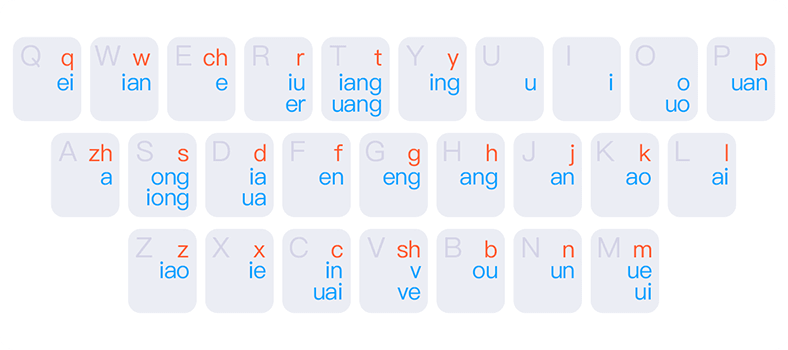 Q q W w E ch R r T t Y y U I O P p
ei ian e iu iang ing u i o uan
er uang uo
A zh S s D d F f G g H h J j K k L l
a ong ia en eng ang an ao ai
iong ua
Z z X x C c V sh B b N n M m
iao ie in v ou un ue
uai ve ui